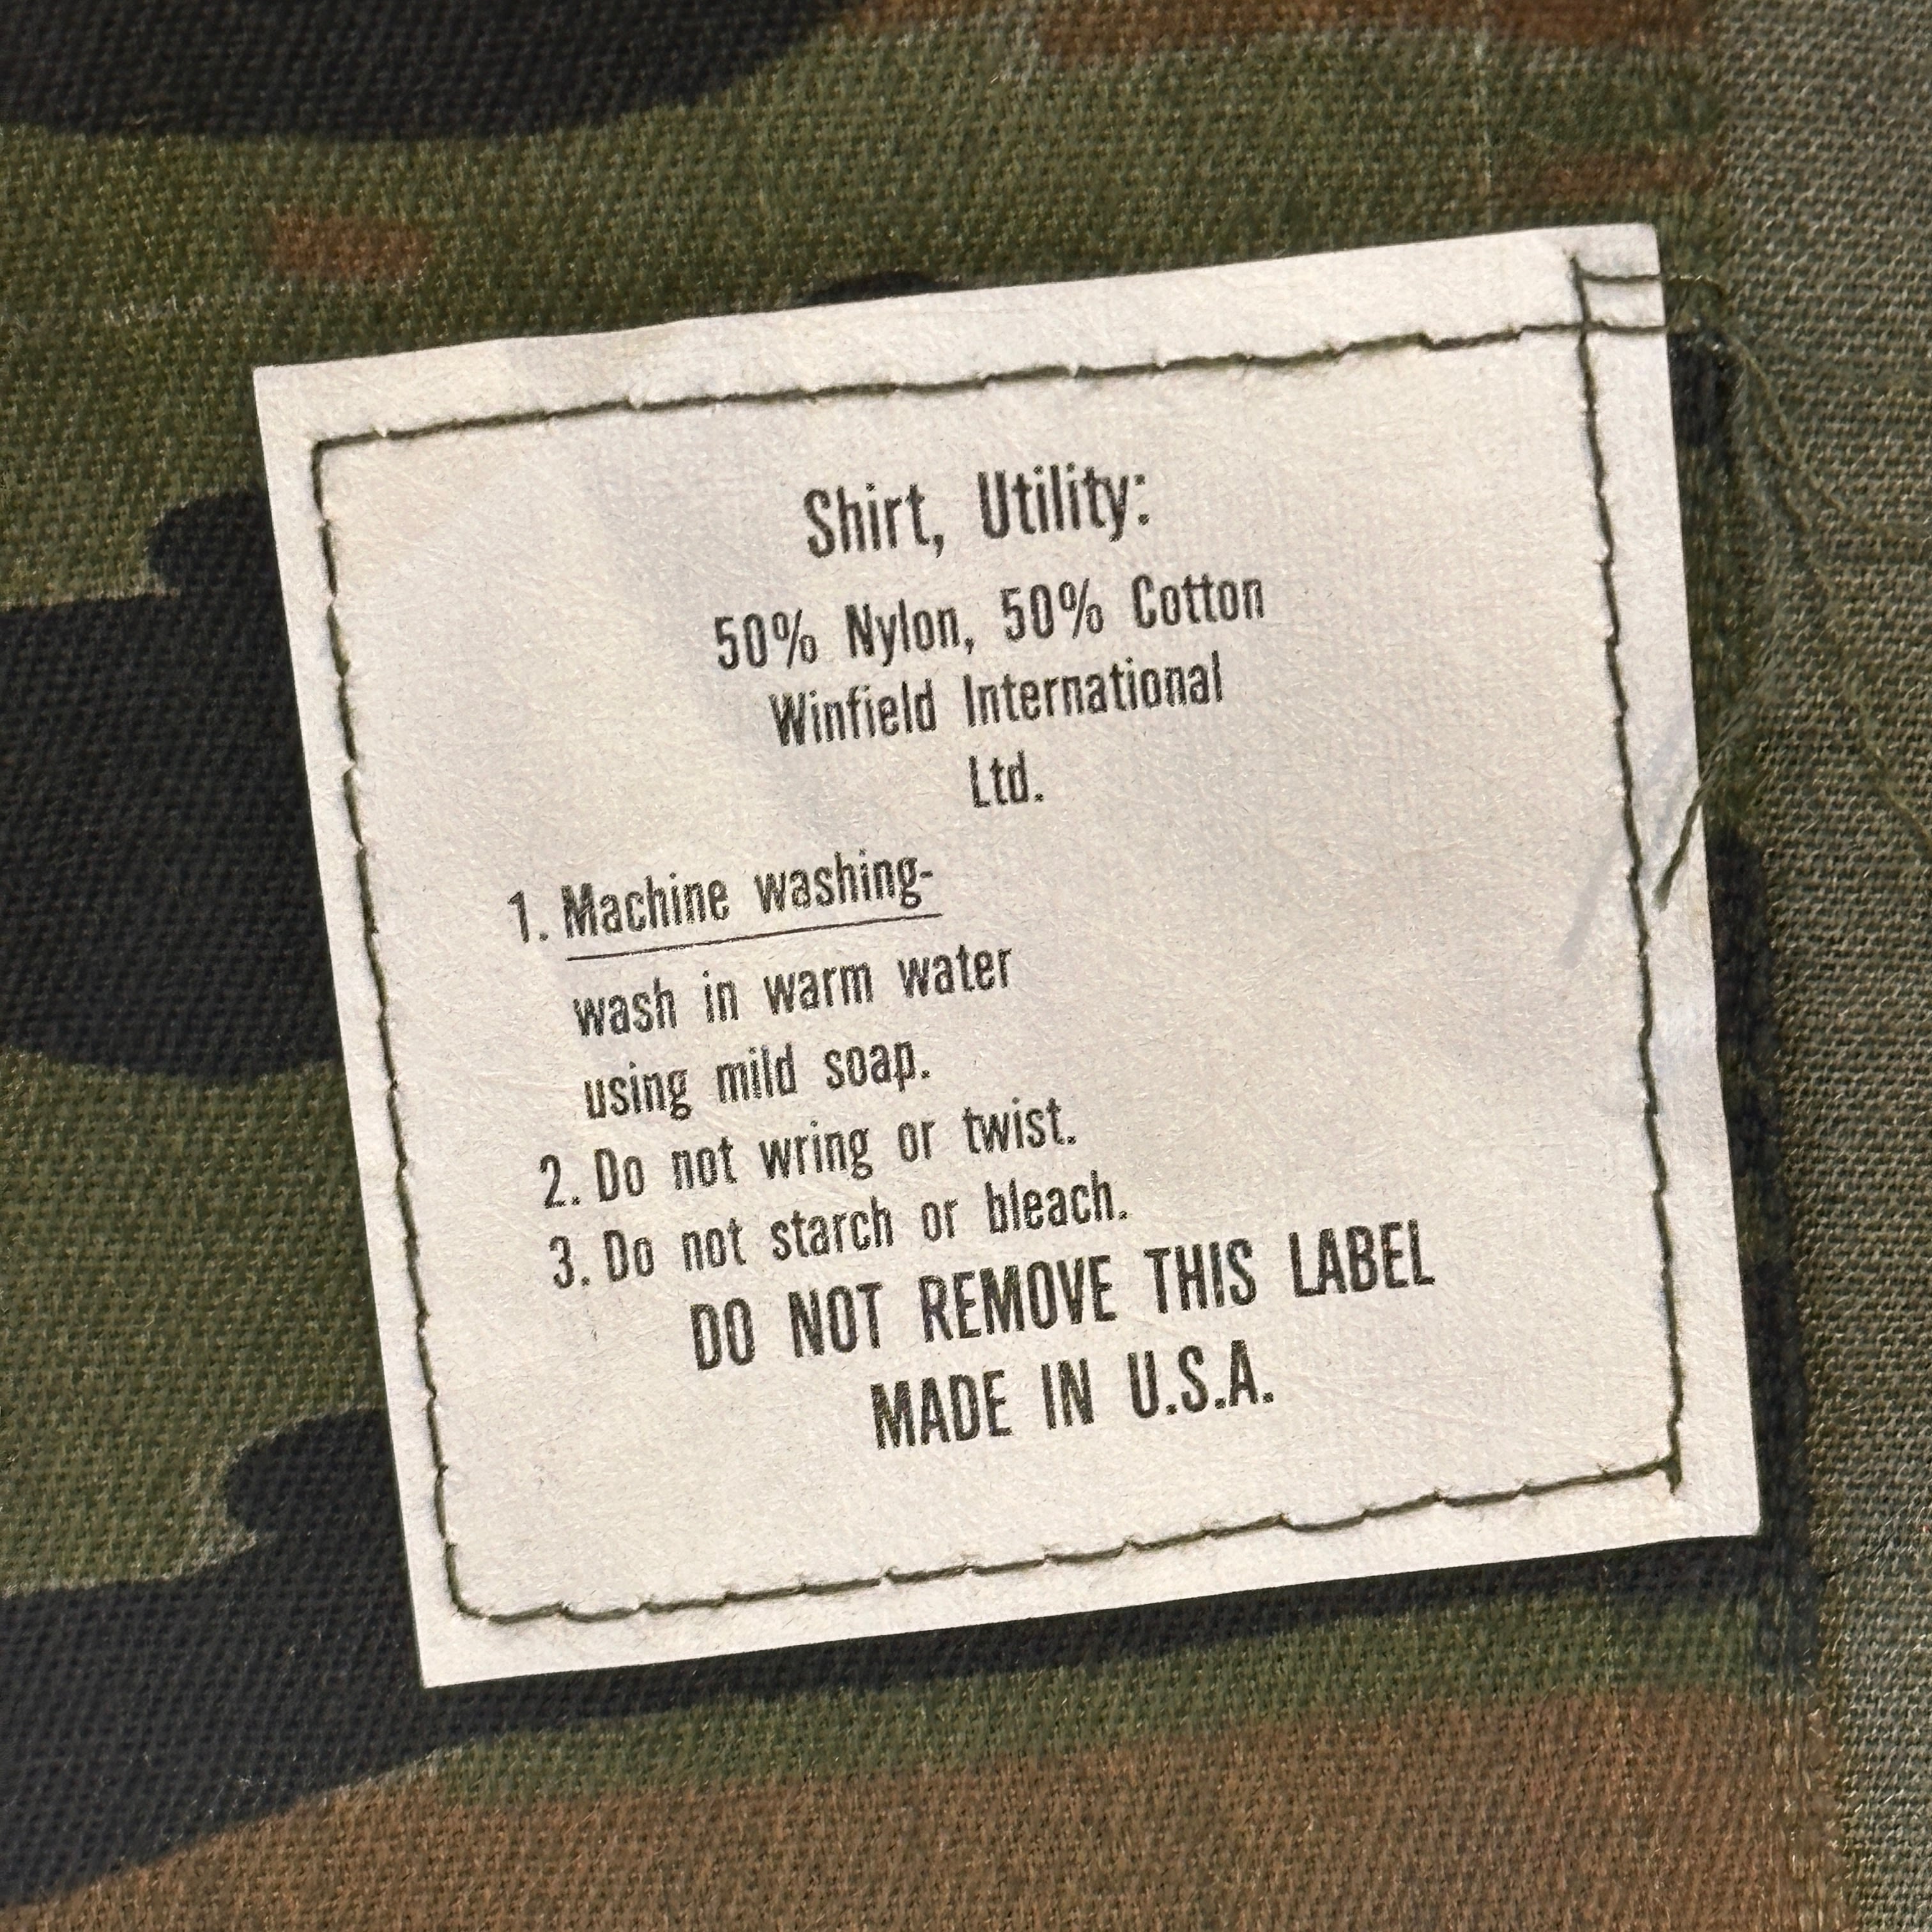 Shirt, Utility:
50% Nylon, 50% Cotton
Winfield International
Ltd.
1. Machine washing-
wash in warm water
using mild soap.
2. Do not wring or twist.
3. Do not starch or bleach.
DO NOT REMOVE THIS LABEL
MADE IN U.S.A.